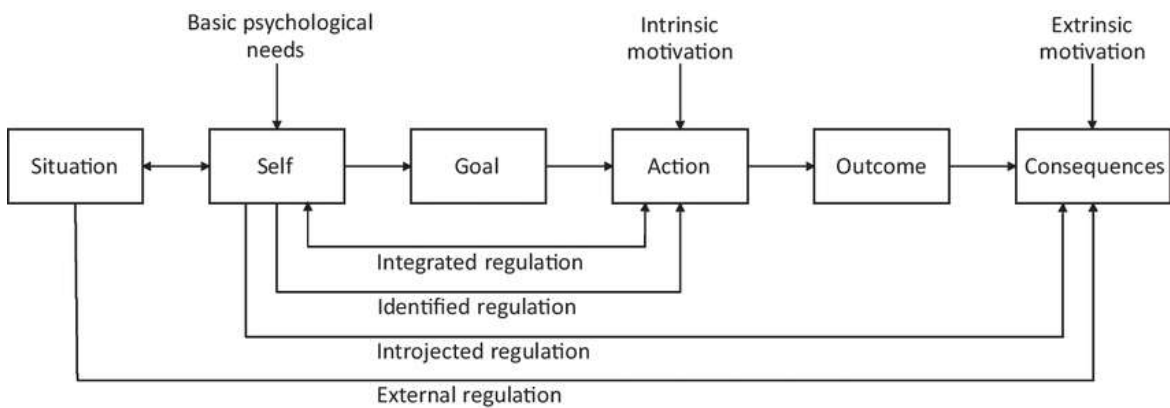 Basic psychological
needs
Intrinsic
motivation
Extrinsic
motivation
Situation
Self
Goal
Action
Outcome
Consequences
Integrated regulation
Identified regulation
Introjected regulation
External regulation